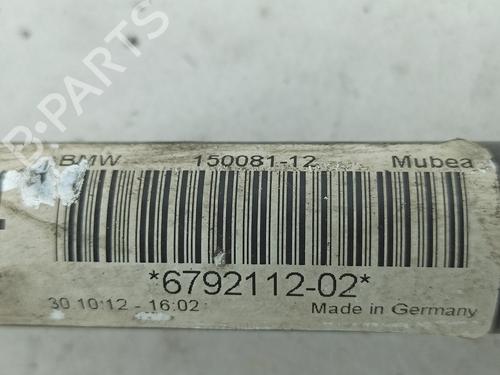 B-PARTS
BMW 150081-12 Mubea
*6792112-02*
30 10:12 - 16:02 Made in Germany